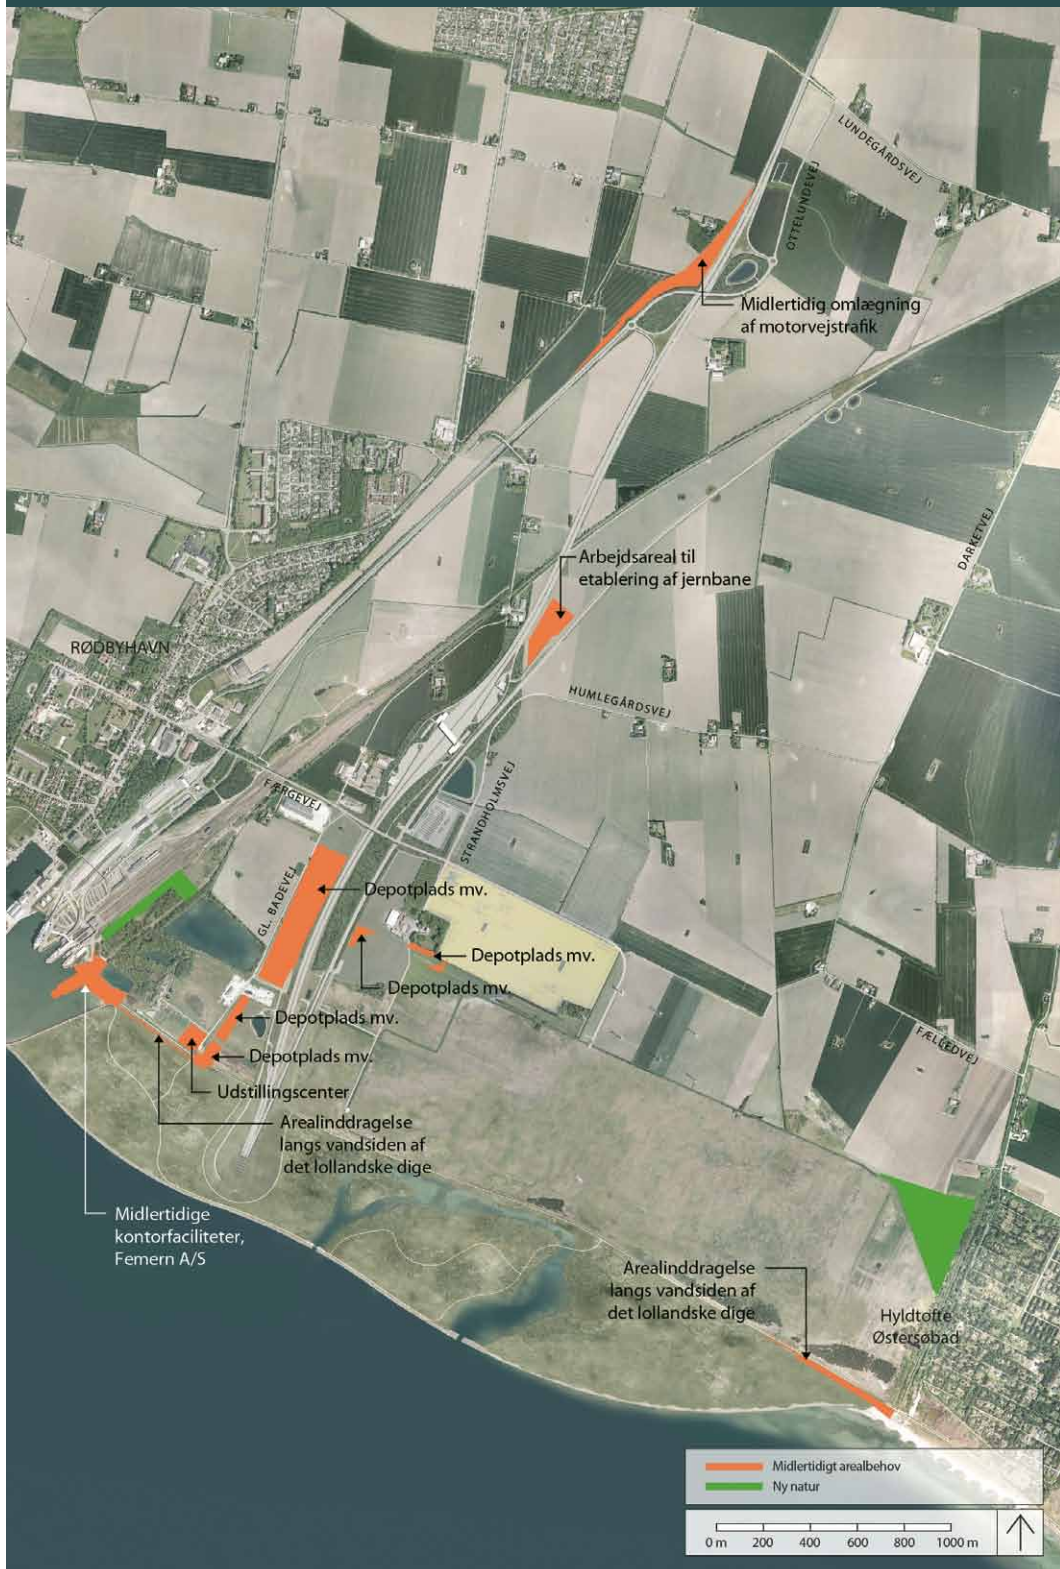 LUNDEGÅRDSVEJ
OTTELUNDEVEJ
Midlertidig omlægning
af motorvejstrafik
DARKETVEJ
Arbejdsareal til
etablering af jernbane
RØDBYHAVN
HUMLEGÅRDSVEJ
STRANDHOLMSVEJ
FÆRGEVEJ
GL. BADEVEJ
Depotplads mv.
Depotplads mv.
Depotplads mv.
Depotplads mv.
Depotplads mv.
FÆLLEDVEJ
Udstillingscenter
Arealinddragelse
langs vandsiden af
det lollandske dige
Midlertidige
kontorfaciliteter,
Femern A/S
Arealinddragelse
langs vandsiden af
det lollandske dige
Hyldtofte
Østersøbad
Midlertidigt arealbehov
Ny natur
0 m 200 400 600 800 1000 m